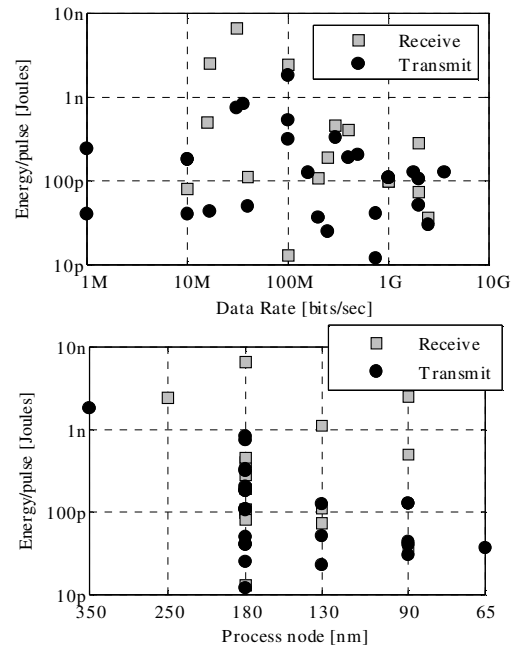 Receive
Transmit
1n
100p
10p
Energy/pulse [Joules]
1M 10M 100M 1G 10G
Data Rate [bits/sec]
Receive
Transmit
10n
1n
100p
10p
Energy/pulse [Joules]
350 250 180 130 90 65
Process node [nm]